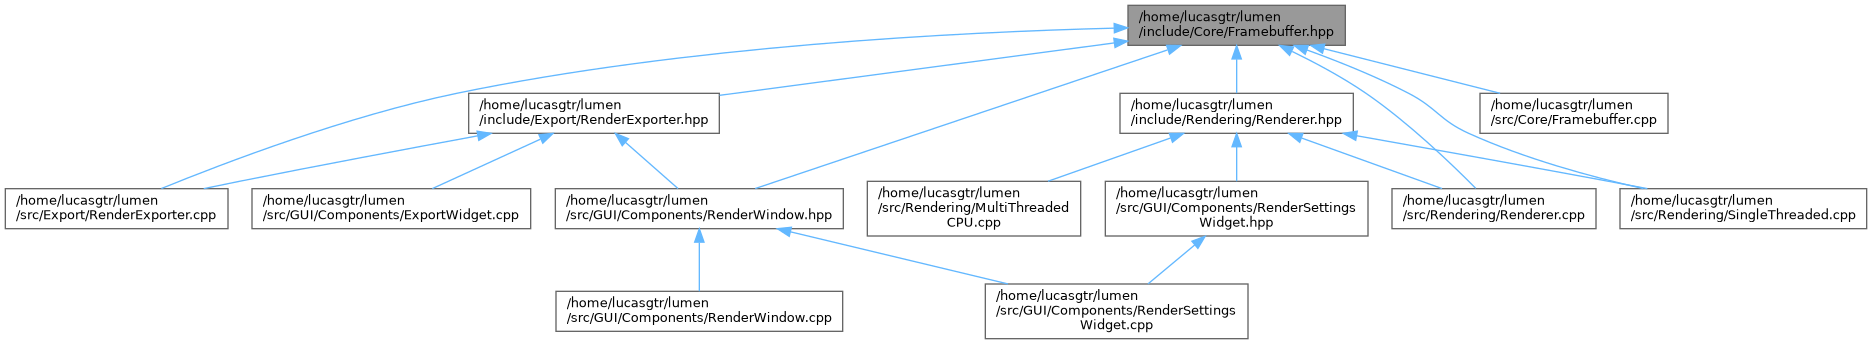 /home/lucasgtr/lumen
/include/Core/Framebuffer.hpp
/home/lucasgtr/lumen
/include/Export/RenderExporter.hpp
/home/lucasgtr/lumen
/include/Rendering/Renderer.hpp
/home/lucasgtr/lumen
/src/Core/Framebuffer.cpp
/home/lucasgtr/lumen
/src/Export/RenderExporter.cpp
/home/lucasgtr/lumen
/src/GUI/Components/ExportWidget.cpp
/home/lucasgtr/lumen
/src/GUI/Components/RenderWindow.hpp
/home/lucasgtr/lumen
/src/Rendering/MultiThreaded
CPU.cpp
/home/lucasgtr/lumen
/src/GUI/Components/RenderSettings
Widget.hpp
/home/lucasgtr/lumen
/src/Rendering/Renderer.cpp
/home/lucasgtr/lumen
/src/Rendering/SingleThreaded.cpp
/home/lucasgtr/lumen
/src/GUI/Components/RenderWindow.cpp
/home/lucasgtr/lumen
/src/GUI/Components/RenderSettings
Widget.cpp